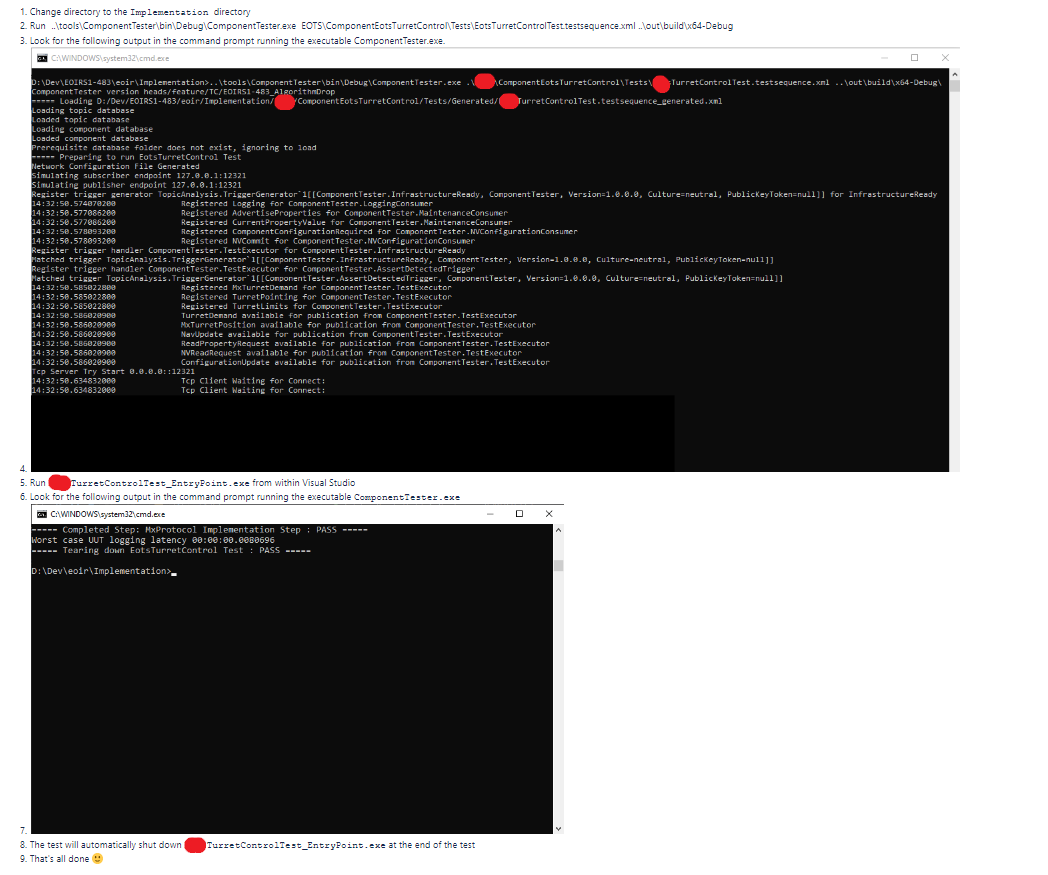 1. Change directory to the Implementation directory
2. Run ..\tools\ComponentTester\bin\Debug\ComponentTester.exe EOTS\ComponentEotsTurretControl\Tests\EotsTurretControlTest.testsequence.xml ..\out\build\x64-Debug
3. Look for the following output in the command prompt running the executable ComponentTester.exe.
C:\WINDOWS\system32\cmd.exe
D:\Dev\EOIRS1-483\eoir\Implementation>..\tools\ComponentTester\bin\Debug\ComponentTester.exe .\ \ComponentEotsTurretControl\Tests\ TurretControlTest.testsequence.xml ..\out\build\x64-Debug\
ComponentTester version heads/feature/TC/EOIRS1-483_AlgorithmDrop
===== Loading D:/Dev/EOIRS1-483/eoir/Implementation/ /ComponentEotsTurretControl/Tests/Generated/ TurretControlTest.testsequence_generated.xml
Loading topic database
Loaded topic database
Loading component database
Loaded component database
Prerequisite database folder does not exist, ignoring to load
===== Preparing to run EotsTurretControl Test
Network Configuration File Generated
Simulating subscriber endpoint 127.0.0.1:12321
Simulating publisher endpoint 127.0.0.1:12321
Register trigger generator TopicAnalysis.TriggerGenerator`1[[ComponentTester.InfrastructureReady, ComponentTester, Version=1.0.0.0, Culture=neutral, PublicKeyToken=null]] for InfrastructureReady
14:32:50.574070200 Registered Logging for ComponentTester.LoggingConsumer
14:32:50.577086200 Registered AdvertiseProperties for ComponentTester.MaintenanceConsumer
14:32:50.577086200 Registered CurrentPropertyValue for ComponentTester.MaintenanceConsumer
14:32:50.578093200 Registered ComponentConfigurationRequired for ComponentTester.NVConfigurationConsumer
14:32:50.578093200 Registered NVCommit for ComponentTester.NVConfigurationConsumer
Register trigger handler ComponentTester.TestExecutor for ComponentTester.InfrastructureReady
Matched trigger TopicAnalysis.TriggerGenerator`1[[ComponentTester.InfrastructureReady, ComponentTester, Version=1.0.0.0, Culture=neutral, PublicKeyToken=null]]
Register trigger handler ComponentTester.TestExecutor for ComponentTester.AssertDetectedTrigger
Matched trigger TopicAnalysis.TriggerGenerator`1[[ComponentTester.AssertDetectedTrigger, ComponentTester, Version=1.0.0.0, Culture=neutral, PublicKeyToken=null]]
14:32:50.585022800 Registered MxTurretDemand for ComponentTester.TestExecutor
14:32:50.585022800 Registered TurretPointing for ComponentTester.TestExecutor
14:32:50.585022800 Registered TurretLimits for ComponentTester.TestExecutor
14:32:50.586020900 TurretDemand available for publication from ComponentTester.TestExecutor
14:32:50.586020900 MxTurretPosition available for publication from ComponentTester.TestExecutor
14:32:50.586020900 NavUpdate available for publication from ComponentTester.TestExecutor
14:32:50.586020900 ReadPropertyRequest available for publication from ComponentTester.TestExecutor
14:32:50.586020900 NVReadRequest available for publication from ComponentTester.TestExecutor
14:32:50.586020900 ConfigurationUpdate available for publication from ComponentTester.TestExecutor
Tcp Server Try Start 0.0.0.0::12321
14:32:50.634832000 Tcp Client Waiting for Connect:
14:32:50.634832000 Tcp Client Waiting for Connect:
4.
5. Run TurretControlTest_EntryPoint.exe from within Visual Studio
6. Look for the following output in the command prompt running the executable ComponentTester.exe
C:\WINDOWS\system32\cmd.exe
===== Completed Step: MxProtocol Implementation Step : PASS =====
Worst case UUT logging latency 00:00:00.0080696
===== Tearing down EotsTurretControl Test : PASS =====
D:\Dev\eoir\Implementation>_
7.
8. The test will automatically shut down TurretControlTest_EntryPoint.exe at the end of the test
9. That's all done 🙂